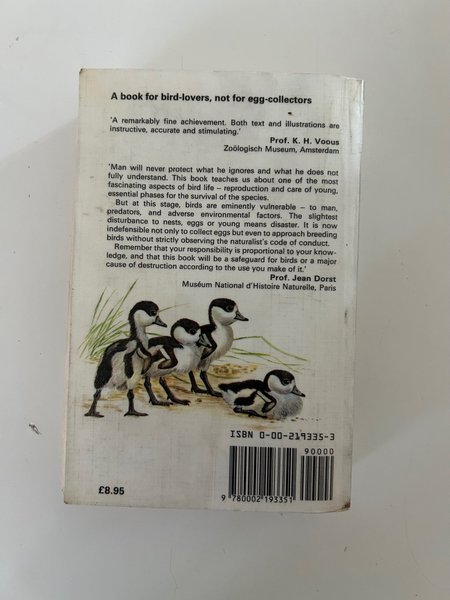 A book for bird-lovers, not for egg-collectors
'A remarkably fine achievement. Both text and illustrations are
instructive, accurate and stimulating.'
Prof. K. H. Voous
Zoölogisch Museum, Amsterdam
'Man will never protect what he ignores and what he does not
fully understand. This book teaches us about one of the most
fascinating aspects of bird life – reproduction and care of young,
essential phases for the survival of the species.
But at this stage, birds are eminently vulnerable – to man,
predators, and adverse environmental factors. The slightest
disturbance to nests, eggs or young means disaster. It is now
indefensible not only to collect eggs but even to approach breeding
birds without strictly observing the naturalist's code of conduct.
Remember that your responsibility is proportional to your know-
ledge, and that this book will be a safeguard for birds or a major
cause of destruction according to the use you make of it.'
Prof. Jean Dorst
Muséum National d'Histoire Naturelle, Paris
ISBN 0-00-219335-3
90000
£8.95
9 780002 193351